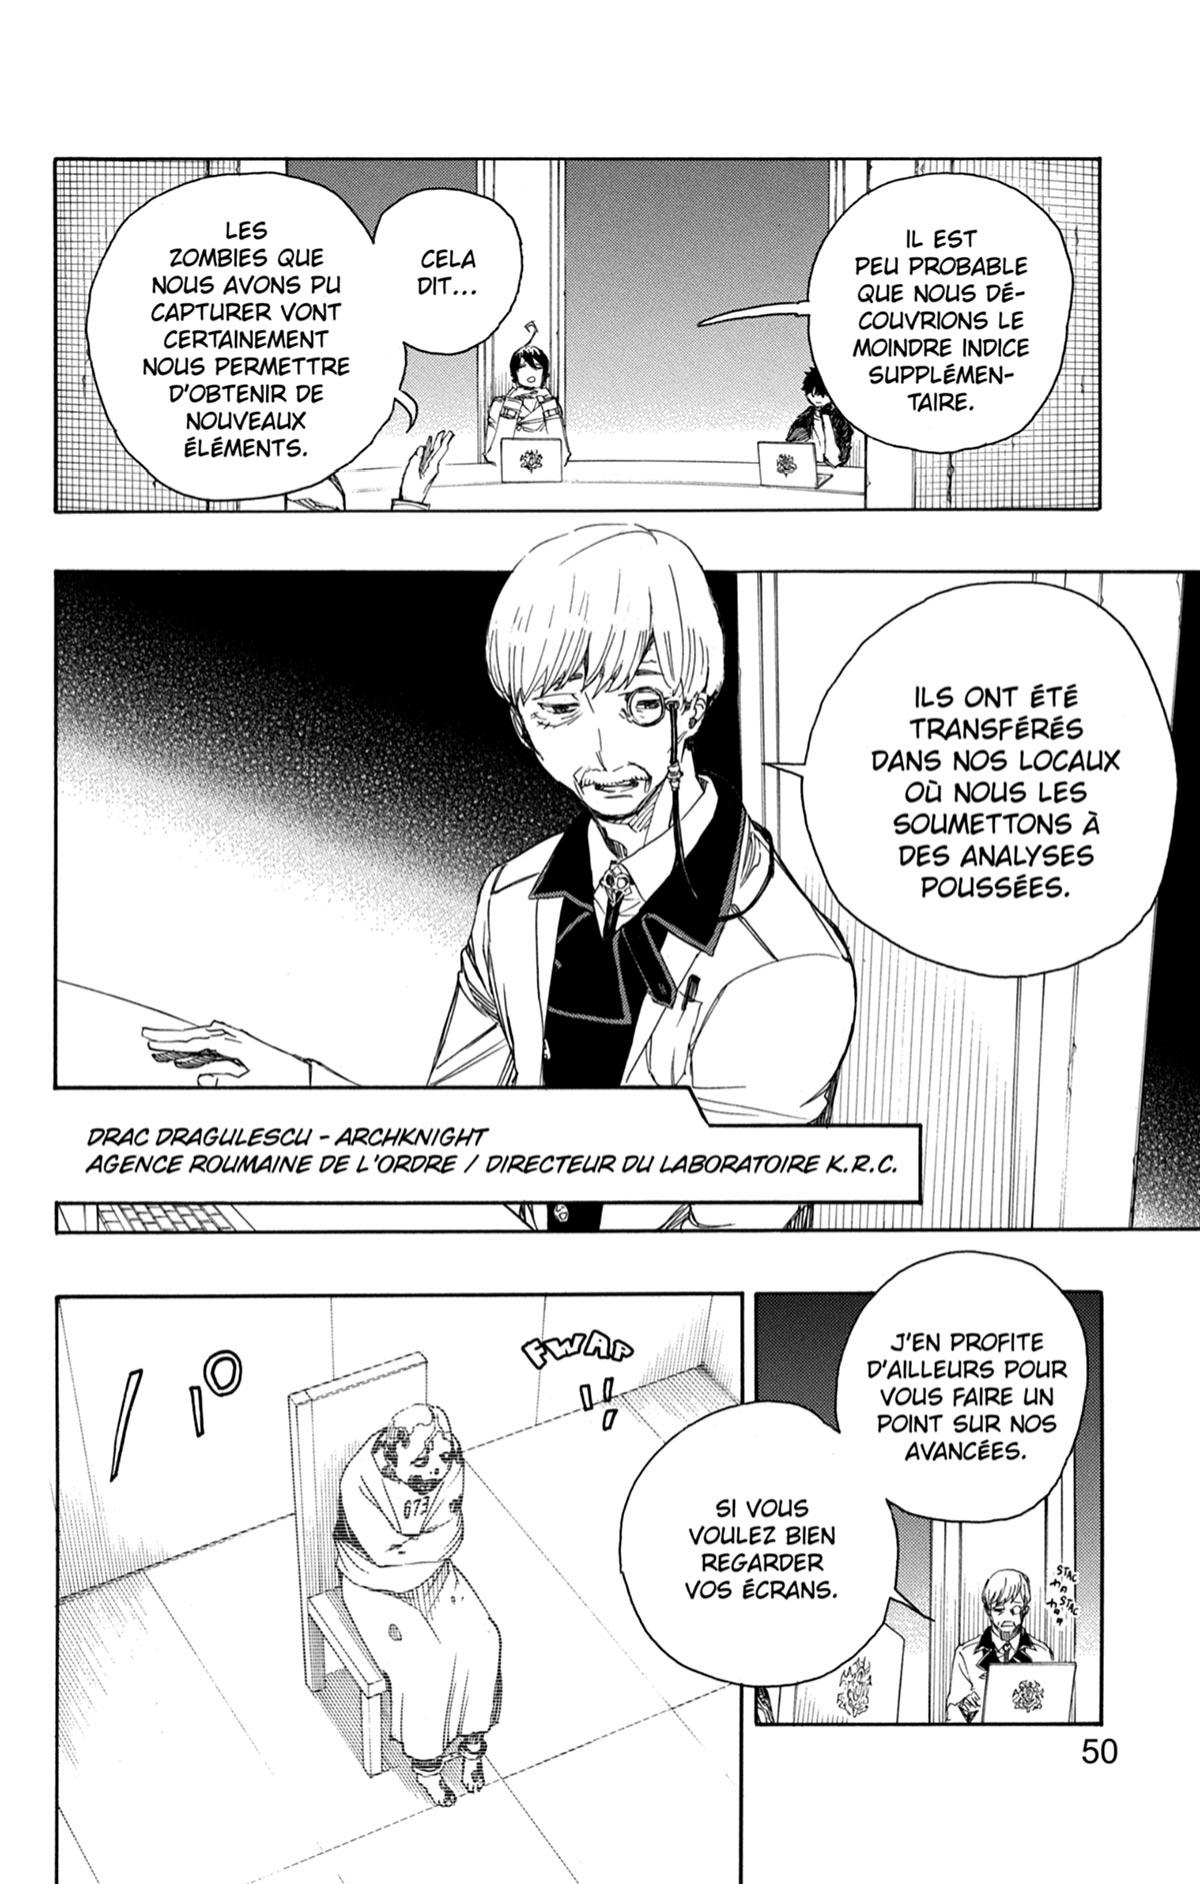 IL EST
PEU PROBABLE
QUE NOUS DÉ-
COUVRIONS LE
MOINDRE INDICE
SUPPLÉMEN-
TAIRE.
CELA
DIT...
LES
ZOMBIES QUE
NOUS AVONS PU
CAPTURER VONT
CERTAINEMENT
NOUS PERMETTRE
D'OBTENIR DE
NOUVEAUX
ÉLÉMENTS.
ILS ONT ÉTÉ
TRANSFÉRÉS
DANS NOS LOCAUX
OÙ NOUS LES
SOUMETTONS À
DES ANALYSES
POUSSÉES.
DRAC DRAGULESCU - ARCHKNIGHT
AGENCE ROUMAINE DE L'ORDRE / DIRECTEUR DU LABORATOIRE K.R.C.
J'EN PROFITE
D'AILLEURS POUR
VOUS FAIRE UN
POINT SUR NOS
AVANCÉES.
SI VOUS
VOULEZ BIEN
REGARDER
VOS ÉCRANS.
STAC
STAC
FWAP
673
50